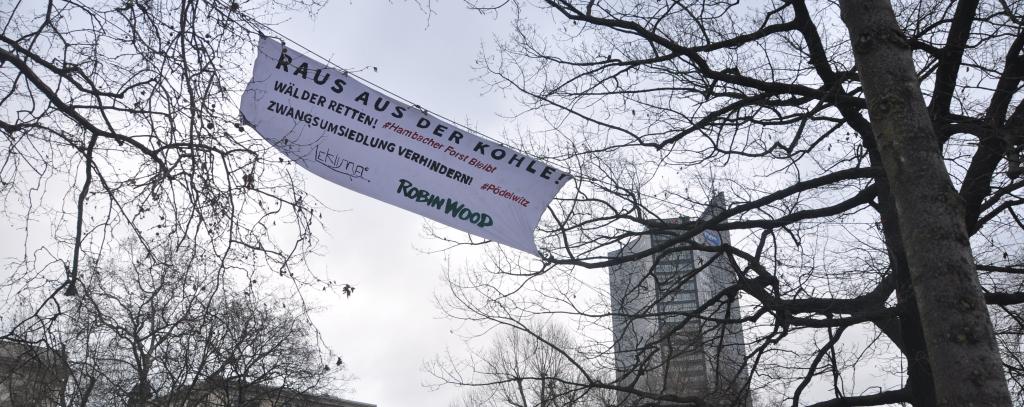 RAUS AUS DER KOHLE!
WÄLDER RETTEN! #Hambacher Forst Bleibt
ZWANGSUMSIEDLUNG VERHINDERN! #Pödelwitz
ROBIN WOOD